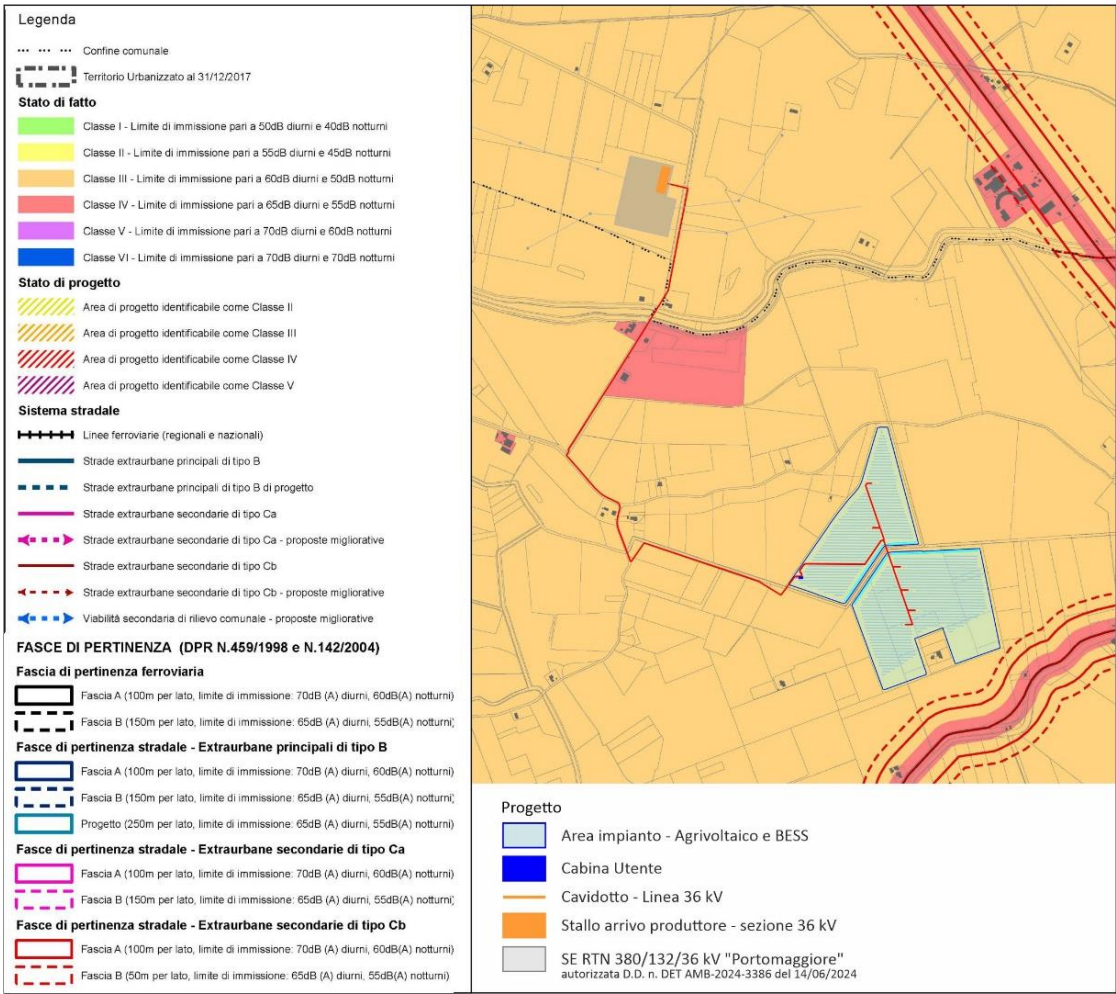 Legenda
Confine comunale
Territorio Urbanizzato al 31/12/2017
Stato di fatto
Classe I - Limite di immissione pari a 50dB diurni e 40dB notturni
Classe II - Limite di immissione pari a 55dB diurni e 45dB notturni
Classe III - Limite di immissione pari a 60dB diurni e 50dB notturni
Classe IV - Limite di immissione pari a 65dB diurni e 55dB notturni
Classe V - Limite di immissione pari a 70dB diurni e 60dB notturni
Classe VI - Limite di immissione pari a 70dB diurni e 70dB notturni
Stato di progetto
Area di progetto identificabile come Classe II
Area di progetto identificabile come Classe III
Area di progetto identificabile come Classe IV
Area di progetto identificabile come Classe V
Sistema stradale
Linee ferroviarie (regionali e nazionali)
Strade extraurbane principali di tipo B
Strade extraurbane principali di tipo B di progetto
Strade extraurbane secondarie di tipo Ca
Strade extraurbane secondarie di tipo Ca - proposte migliorative
Strade extraurbane secondarie di tipo Cb
Strade extraurbane secondarie di tipo Cb - proposte migliorative
Viabilità secondaria di rilievo comunale - proposte migliorative
FASCE DI PERTINENZA (DPR N.459/1998 e N.142/2004)
Fascia di pertinenza ferroviaria
Fascia A (100m per lato, limite di immissione: 70dB (A) diurni, 60dB(A) notturni)
Fascia B (150m per lato, limite di immissione: 65dB (A) diurni, 55dB(A) notturni)
Fasce di pertinenza stradale - Extraurbane principali di tipo B
Fascia A (100m per lato, limite di immissione: 70dB (A) diurni, 60dB(A) notturni)
Fascia B (150m per lato, limite di immissione: 65dB (A) diurni, 55dB(A) notturni)
Progetto (250m per lato, limite di immissione: 65dB (A) diurni, 55dB(A) notturni)
Fasce di pertinenza stradale - Extraurbane secondarie di tipo Ca
Fascia A (100m per lato, limite di immissione: 70dB (A) diurni, 60dB(A) notturni)
Fascia B (150m per lato, limite di immissione: 65dB (A) diurni, 55dB(A) notturni)
Fasce di pertinenza stradale - Extraurbane secondarie di tipo Cb
Fascia A (100m per lato, limite di immissione: 70dB (A) diurni, 60dB(A) notturni)
Fascia B (50m per lato, limite di immissione: 65dB (A) diurni, 55dB(A) notturni)
Progetto
Area impianto - Agrivoltaico e BESS
Cabina Utente
Cavidotto - Linea 36 kV
Stallo arrivo produttore - sezione 36 kV
SE RTN 380/132/36 kV "Portomaggiore"
autorizzata D.D. n. DET AMB-2024-3386 del 14/06/2024